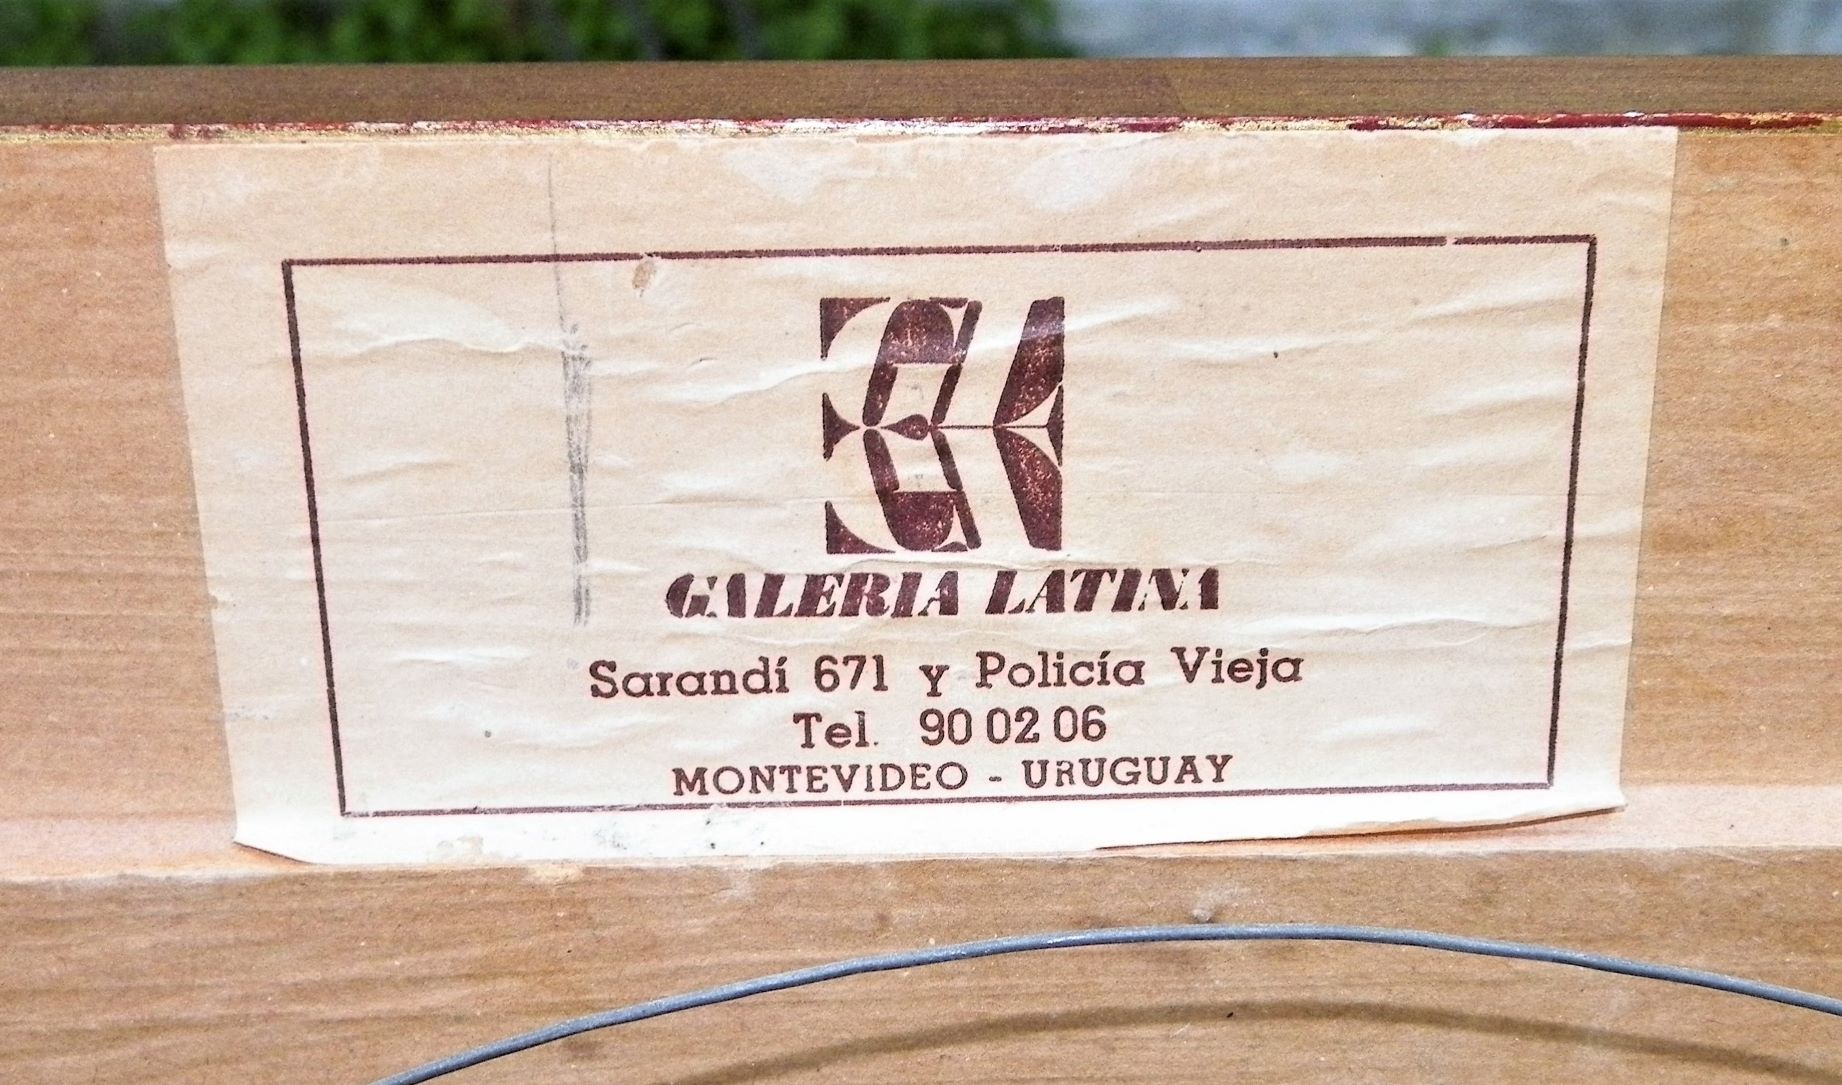 GALERIA LATINA
Sarandí 671 y Policía Vieja
Tel. 90 02 06
MONTEVIDEO - URUGUAY